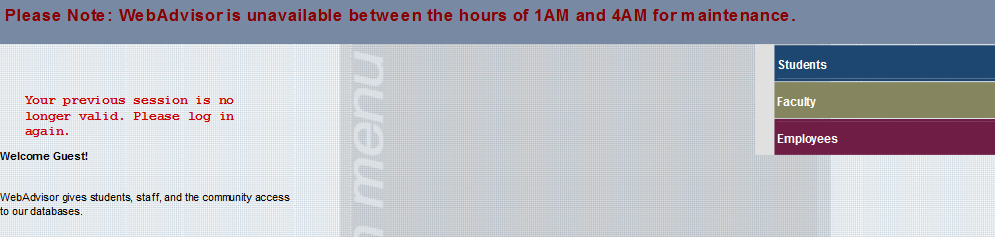 Please Note: WebAdvisor is unavailable between the hours of 1AM and 4AM for maintenance.
Students
Faculty
Employees
Your previous session is no
longer valid. Please log in
again.
Welcome Guest!
WebAdvisor gives students, staff, and the community access
to our databases.
menu